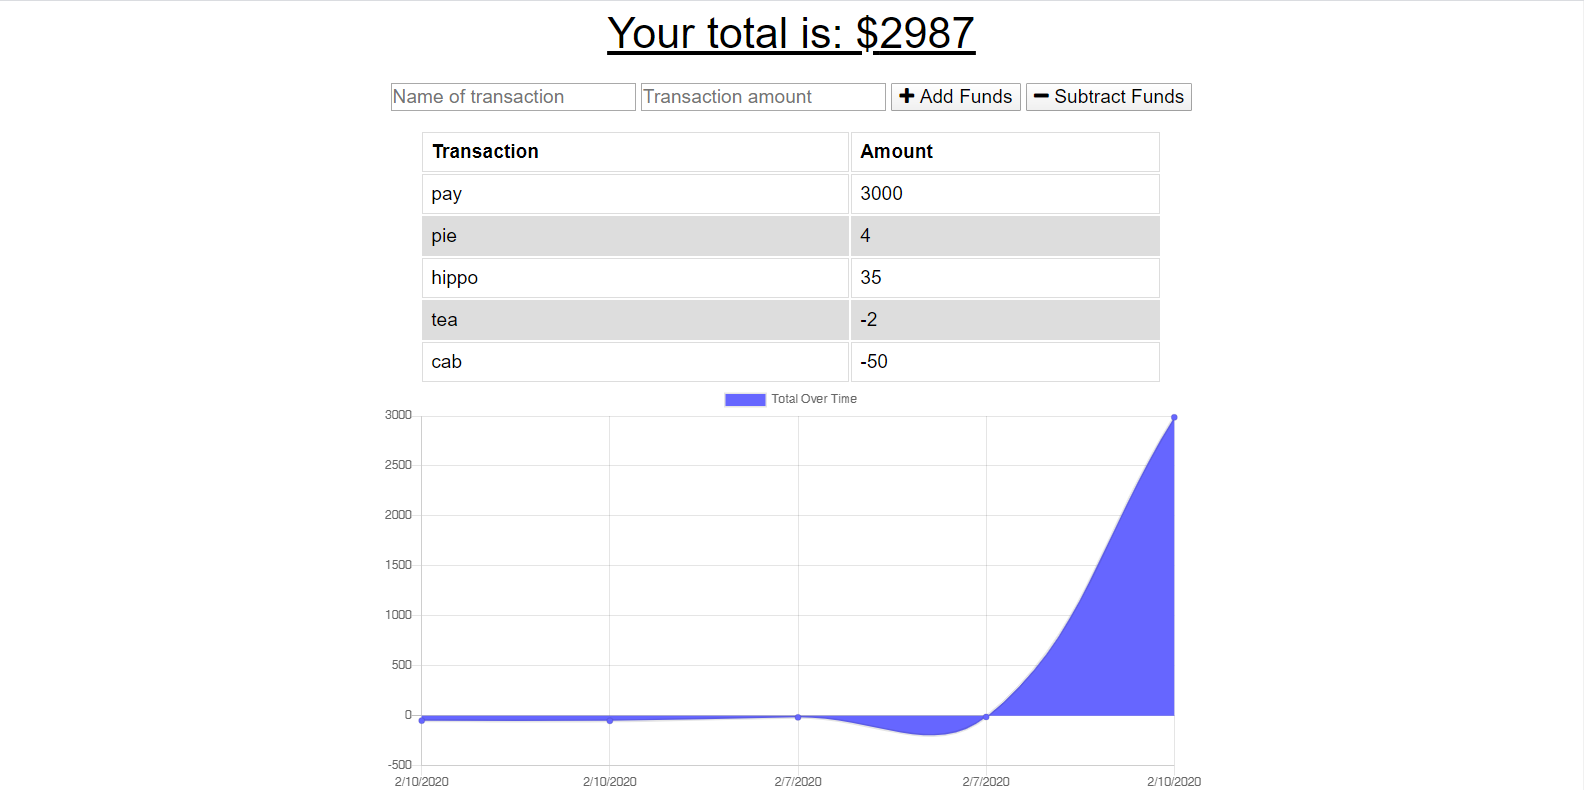 Your total is: $2987
Name of transaction Transaction amount Add Funds Subtract Funds
Transaction Amount
pay 3000
pie 4
hippo 35
tea -2
cab -50
Total Over Time
3000
2500
2000
1500
1000
500
0
-500
2/10/2020 2/10/2020 2/7/2020 2/7/2020 2/10/2020